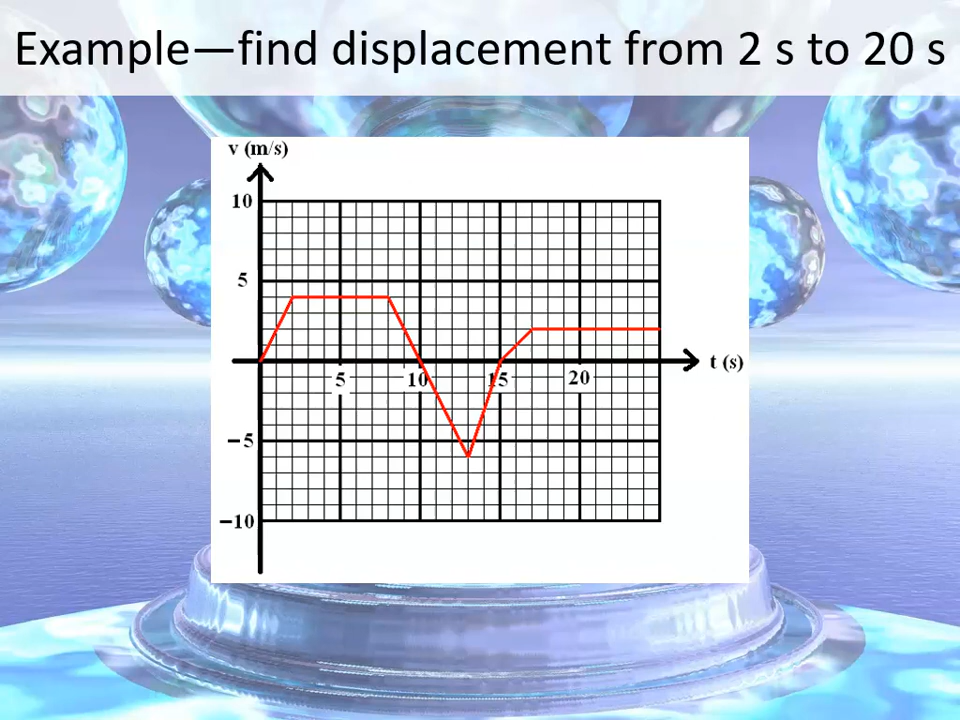 Example—find displacement from 2 s to 20 s
v (m/s)
10
5
t (s)
5
10
15
20
−5
−10